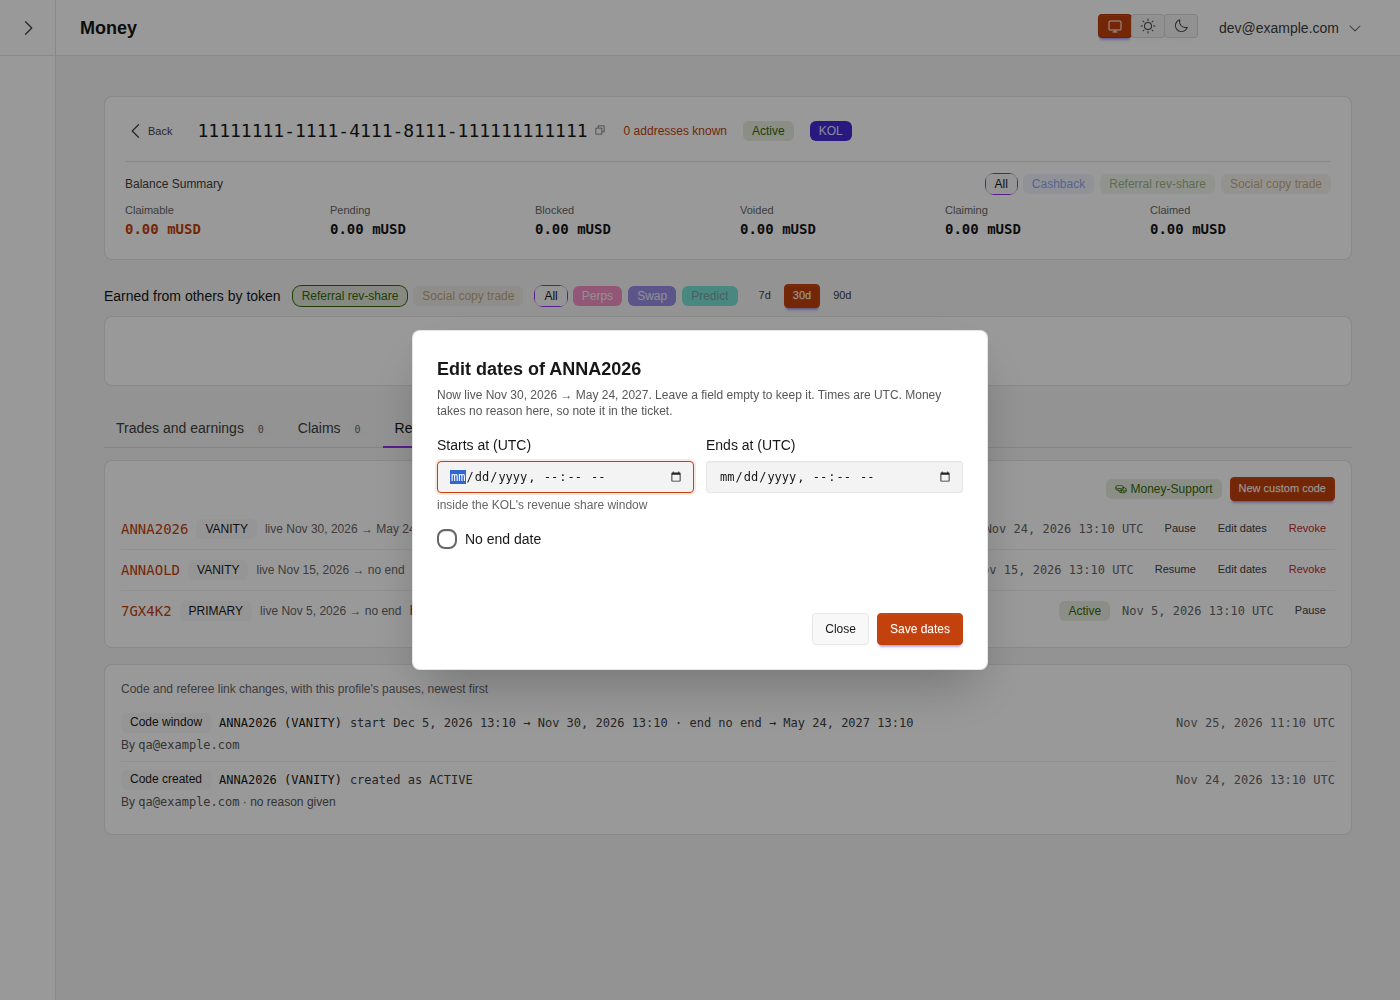 Money
dev@example.com
Back
11111111-1111-4111-8111-111111111111
0 addresses known
Active
KOL
Balance Summary
All
Cashback
Referral rev-share
Social copy trade
Claimable
Pending
Blocked
Voided
Claiming
Claimed
0.00 mUSD
0.00 mUSD
0.00 mUSD
0.00 mUSD
0.00 mUSD
0.00 mUSD
Earned from others by token
Referral rev-share
Social copy trade
All
Perps
Swap
Predict
7d
30d
90d
Trades and earnings 0
Claims 0
Re
Edit dates of ANNA2026
Now live Nov 30, 2026 → May 24, 2027. Leave a field empty to keep it. Times are UTC. Money
takes no reason here, so note it in the ticket.
Starts at (UTC)
Ends at (UTC)
mm/dd/yyyy, --:-- --
mm/dd/yyyy, --:-- --
inside the KOL's revenue share window
No end date
Close
Save dates
Money-Support
New custom code
ANNA2026 VANITY live Nov 30, 2026 → May 24
Nov 24, 2026 13:10 UTC Pause Edit dates Revoke
ANNAOLD VANITY live Nov 15, 2026 → no end
ov 15, 2026 13:10 UTC Resume Edit dates Revoke
7GX4K2 PRIMARY live Nov 5, 2026 → no end
Active Nov 5, 2026 13:10 UTC Pause
Code and referee link changes, with this profile's pauses, newest first
Code window ANNA2026 (VANITY) start Dec 5, 2026 13:10 → Nov 30, 2026 13:10 · end no end → May 24, 2027 13:10
Nov 25, 2026 11:10 UTC
By qa@example.com
Code created ANNA2026 (VANITY) created as ACTIVE
Nov 24, 2026 13:10 UTC
By qa@example.com · no reason given